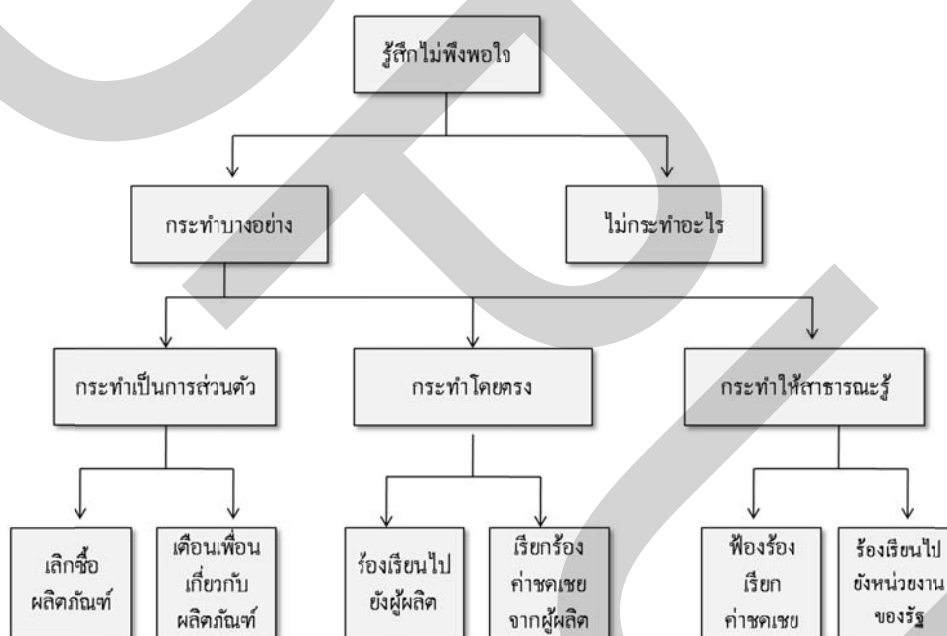 รู้สึกไม่พึงพอใจ
กระทำบางอย่าง
ไม่กระทำอะไร
กระทำเป็นการส่วนตัว
กระทำโดยตรง
กระทำให้สาธารณะรู้
เลิกซื้อ
ผลิตภัณฑ์
เตือนเพื่อน
เกี่ยวกับ
ผลิตภัณฑ์
ร้องเรียนไป
ยังผู้ผลิต
เรียกร้อง
ค่าชดเชย
จากผู้ผลิต
ฟ้องร้อง
เรียก
ค่าชดเชย
ร้องเรียนไป
ยังหน่วยงาน
ของรัฐ